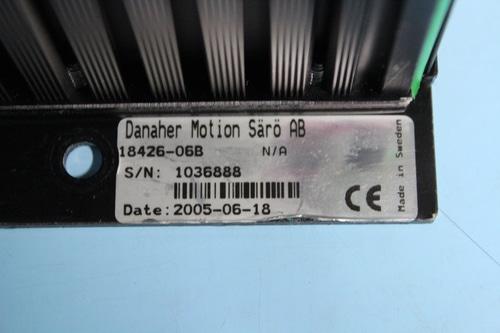 Danaher Motion Särö AB
18426-06B N/A
S/N: 1036888
Date: 2005-06-18
CE
Made in Sweden